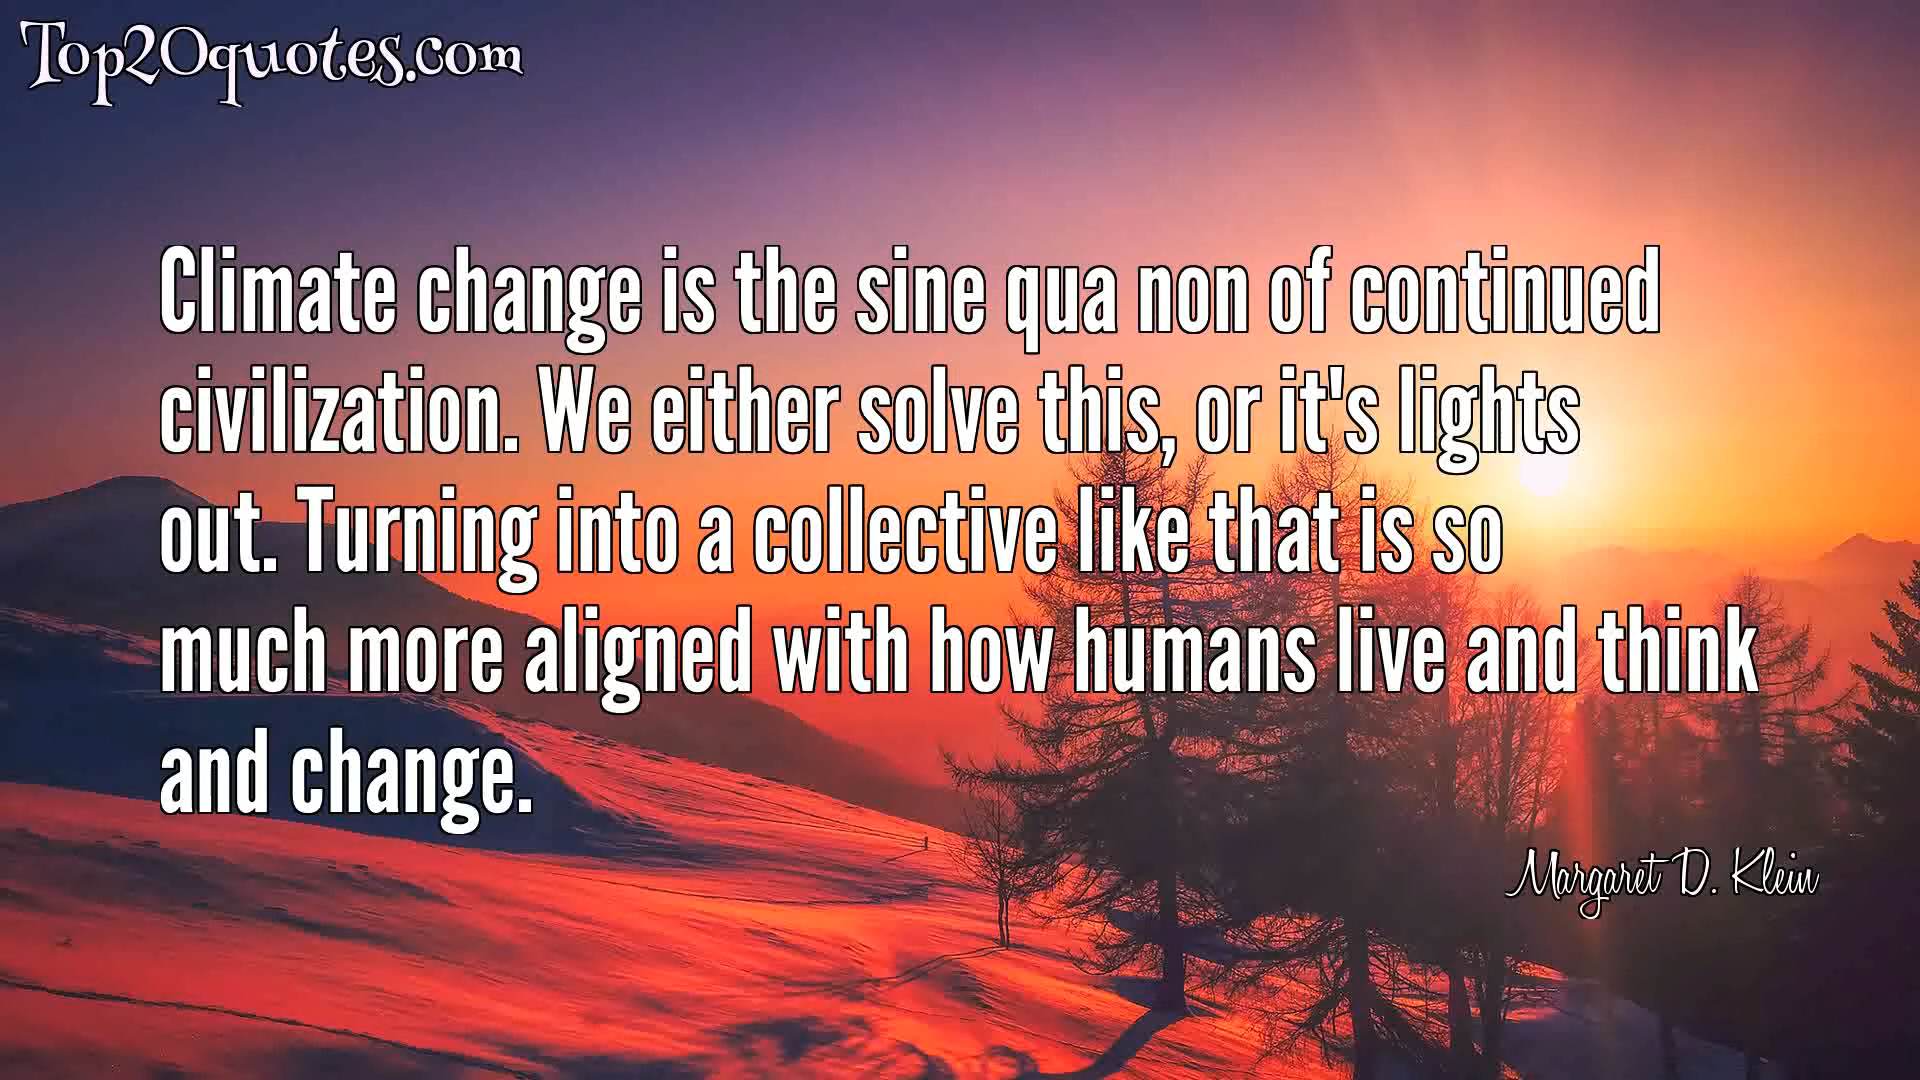 Top20quotes.com
Climate change is the sine qua non of continued
civilization. We either solve this, or it's lights
out. Turning into a collective like that is so
much more aligned with how humans live and think
and change.
Margaret D. Klein